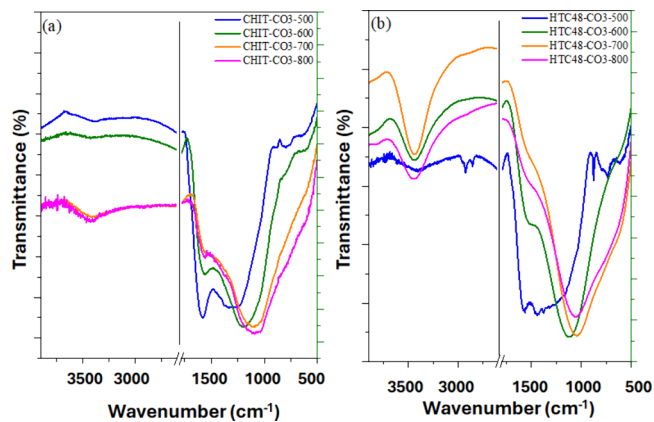 (a)
CHIT-CO3-500
CHIT-CO3-600
CHIT-CO3-700
CHIT-CO3-800
Transmittance (%)
3500 3000 1500 1000 500
Wavenumber (cm-1)
(b)
HTC48-CO3-500
HTC48-CO3-600
HTC48-CO3-700
HTC48-CO3-800
Transmittance (%)
3500 3000 1500 1000 500
Wavenumber (cm-1)